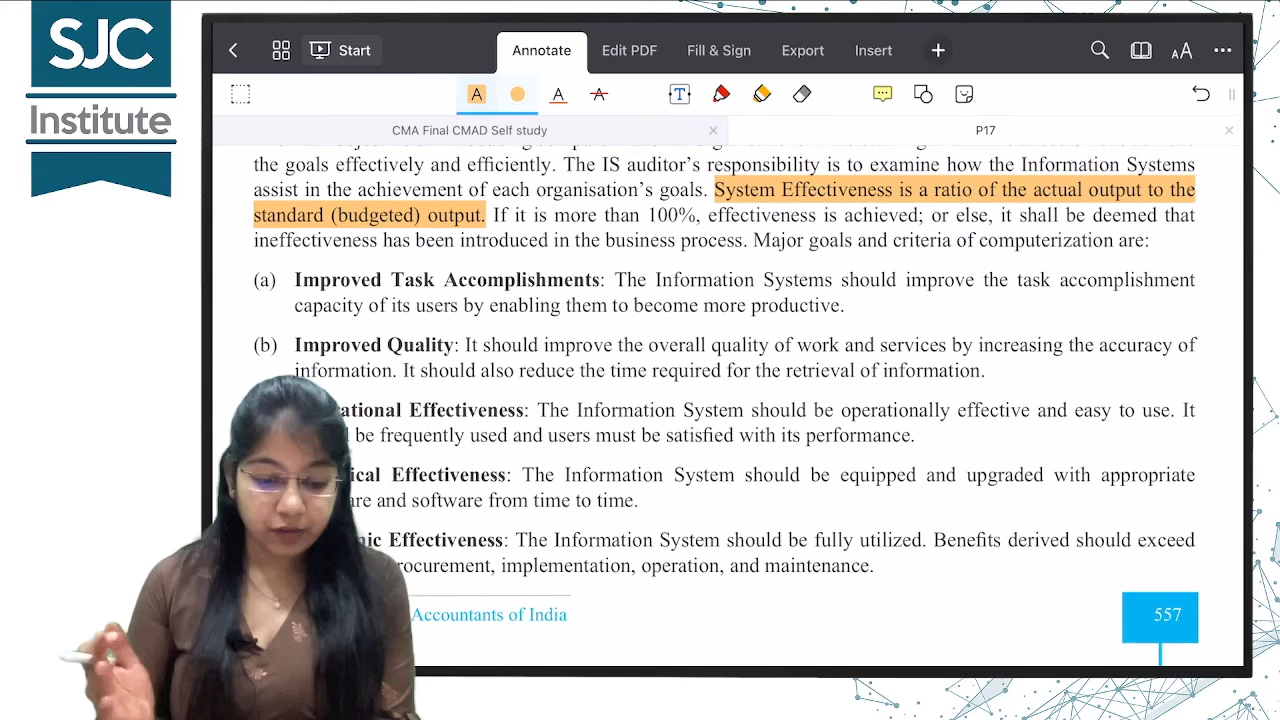 SJC
Institute
Start
Annotate
Edit PDF
Fill & Sign
Export
Insert
CMA Final CMAD Self study
P17
the goals effectively and efficiently. The IS auditor's responsibility is to examine how the Information Systems
assist in the achievement of each organisation's goals. System Effectiveness is a ratio of the actual output to the
standard (budgeted) output. If it is more than 100%, effectiveness is achieved; or else, it shall be deemed that
ineffectiveness has been introduced in the business process. Major goals and criteria of computerization are:
(a) Improved Task Accomplishments: The Information Systems should improve the task accomplishment
capacity of its users by enabling them to become more productive.
(b) Improved Quality: It should improve the overall quality of work and services by increasing the accuracy of
information. It should also reduce the time required for the retrieval of information.
Effectiveness: The Information System should be operationally effective and easy to use. It
be frequently used and users must be satisfied with its performance.
Effectiveness: The Information System should be equipped and upgraded with appropriate
and software from time to time.
Effectiveness: The Information System should be fully utilized. Benefits derived should exceed
implementation, operation, and maintenance.
Accountants of India
557